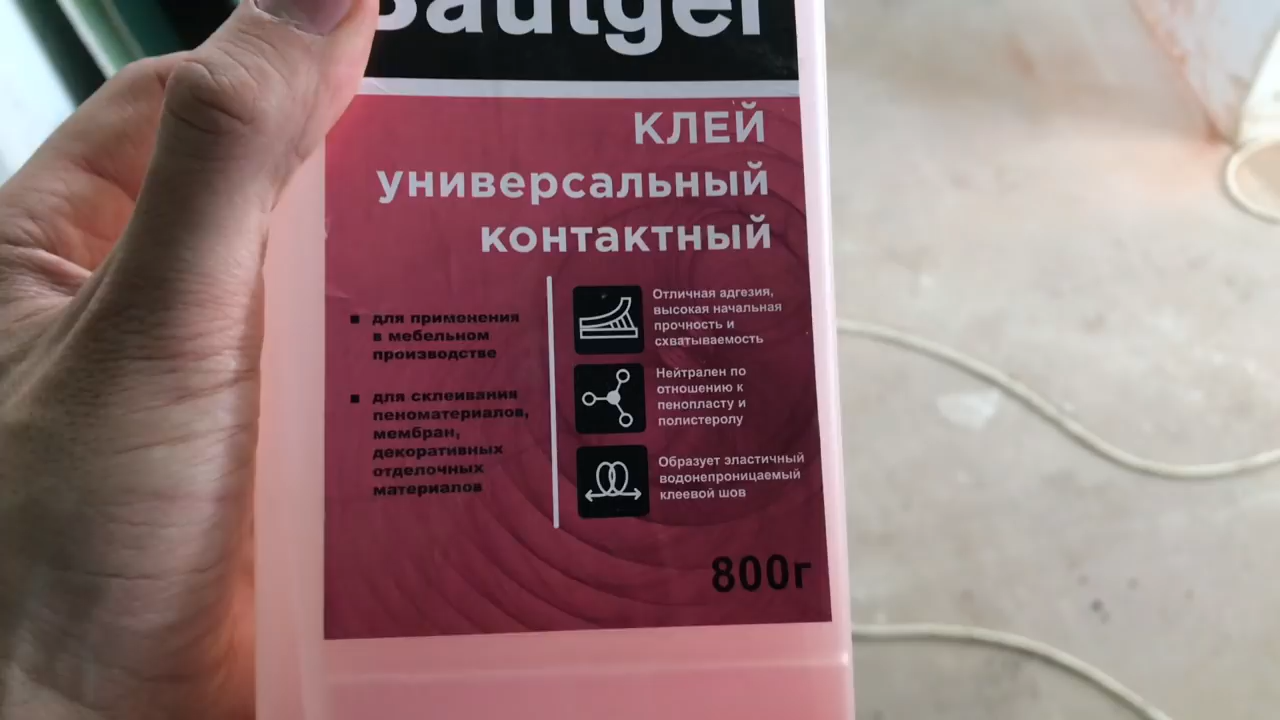 Bautger
КЛЕЙ
универсальный
контактный
для применения
в мебельном
производстве
для склеивания
пеноматериалов,
мембран,
декоративных
отделочных
материалов
Отличная адгезия,
высокая начальная
прочность и
схватываемость
Нейтрален по
отношению к
пенопласту и
полистеролу
Образует эластичный
водонепроницаемый
клеевой шов
800г